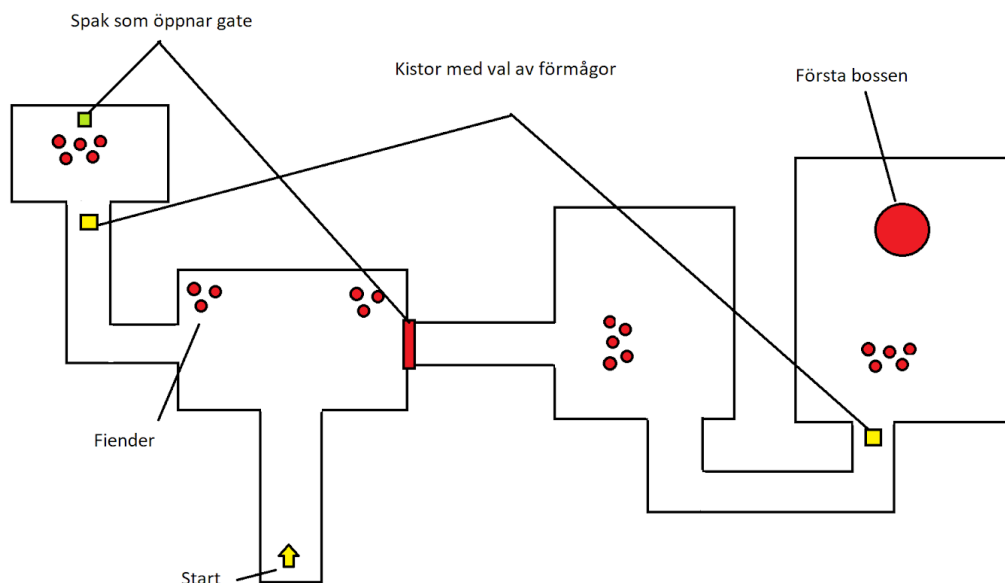 Spak som öppnar gate
Kistor med val av förmågor
Första bossen
Fiender
Start